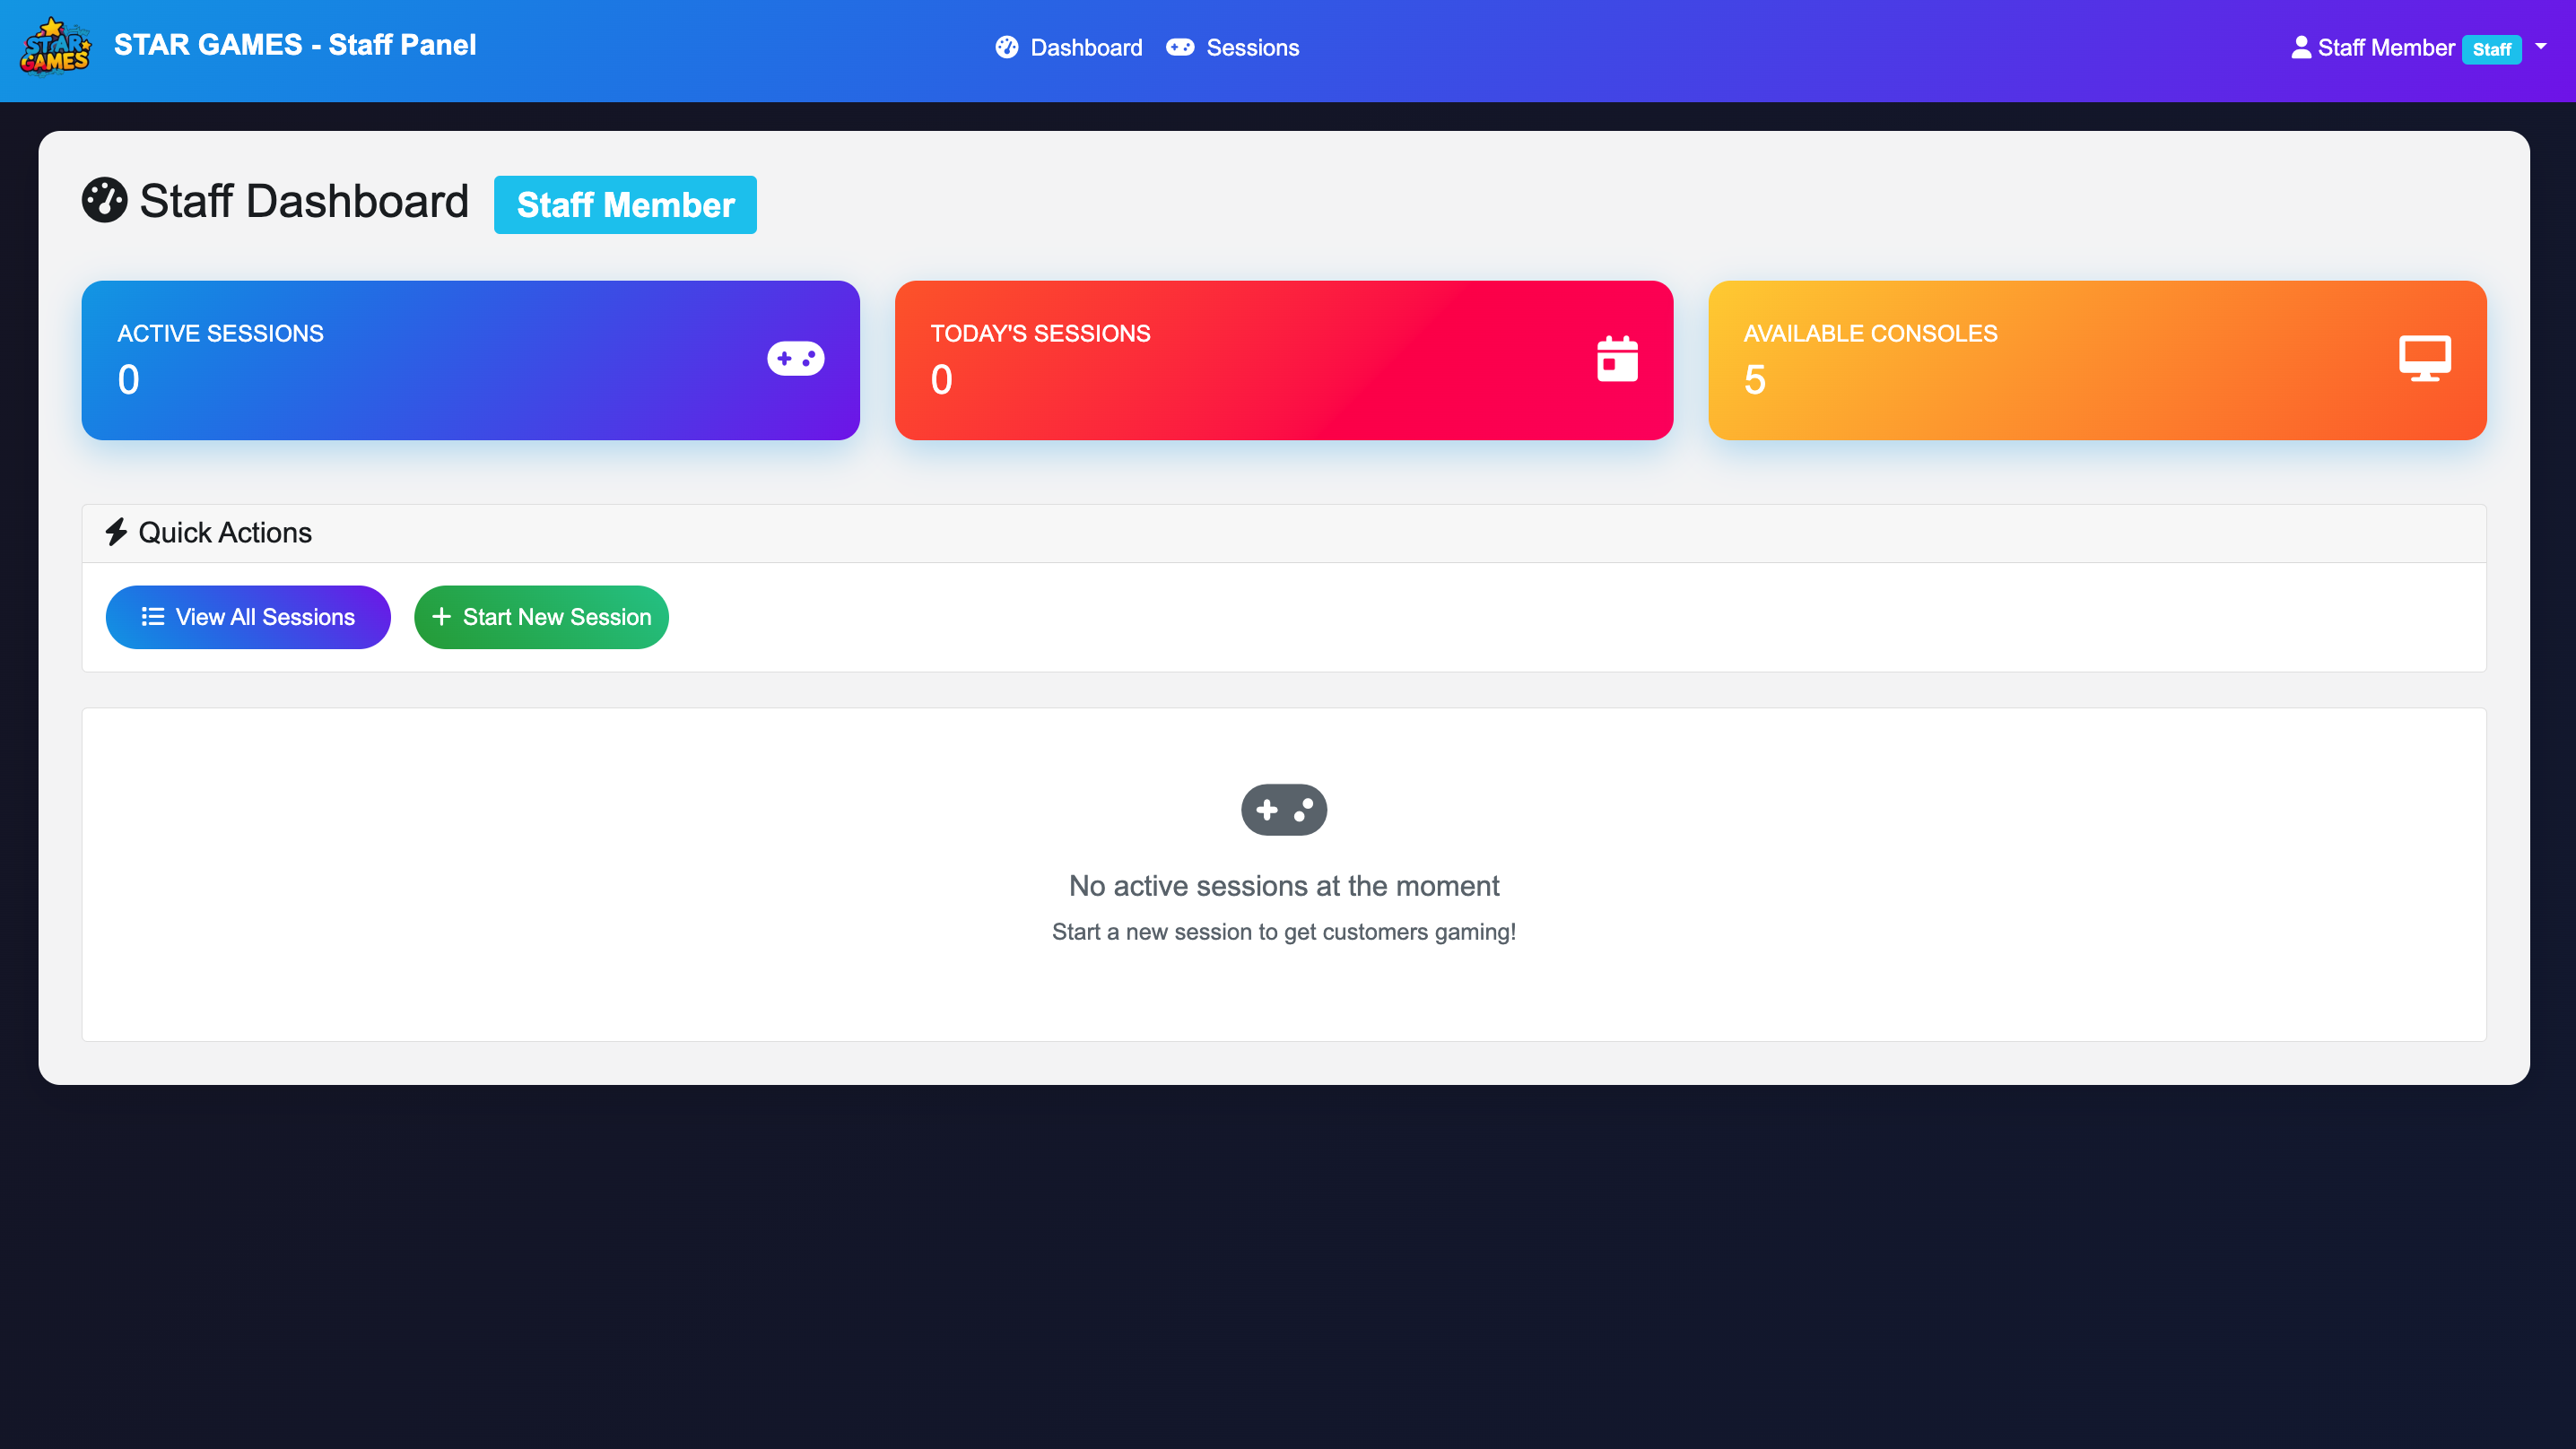 STAR GAMES
STAR GAMES - Staff Panel
Dashboard
Sessions
Staff Member Staff
Staff Dashboard
Staff Member
ACTIVE SESSIONS
0
TODAY'S SESSIONS
0
AVAILABLE CONSOLES
5
Quick Actions
View All Sessions
Start New Session
No active sessions at the moment
Start a new session to get customers gaming!